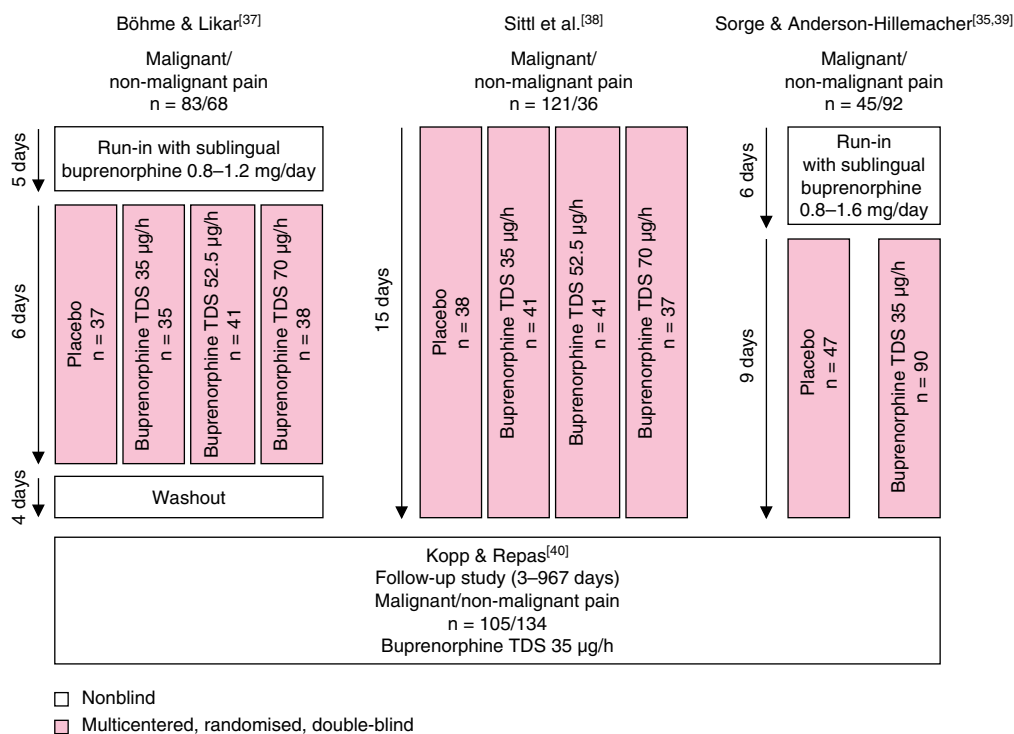 Böhme & Likar[37]
Malignant/
non-malignant pain
n = 83/68
5 days
Run-in with sublingual
buprenorphine 0.8–1.2 mg/day
6 days
Placebo
n = 37
Buprenorphine TDS 35 µg/h
n = 35
Buprenorphine TDS 52.5 µg/h
n = 41
Buprenorphine TDS 70 µg/h
n = 38
4 days
Washout
Sittl et al.[38]
Malignant/
non-malignant pain
n = 121/36
15 days
Placebo
n = 38
Buprenorphine TDS 35 µg/h
n = 41
Buprenorphine TDS 52.5 µg/h
n = 41
Buprenorphine TDS 70 µg/h
n = 37
Sorge & Anderson-Hillemacher[35,39]
Malignant/
non-malignant pain
n = 45/92
6 days
Run-in
with sublingual
buprenorphine
0.8–1.6 mg/day
9 days
Placebo
n = 47
Buprenorphine TDS 35 µg/h
n = 90
Kopp & Repas[40]
Follow-up study (3–967 days)
Malignant/non-malignant pain
n = 105/134
Buprenorphine TDS 35 µg/h
Nonblind
Multicentered, randomised, double-blind